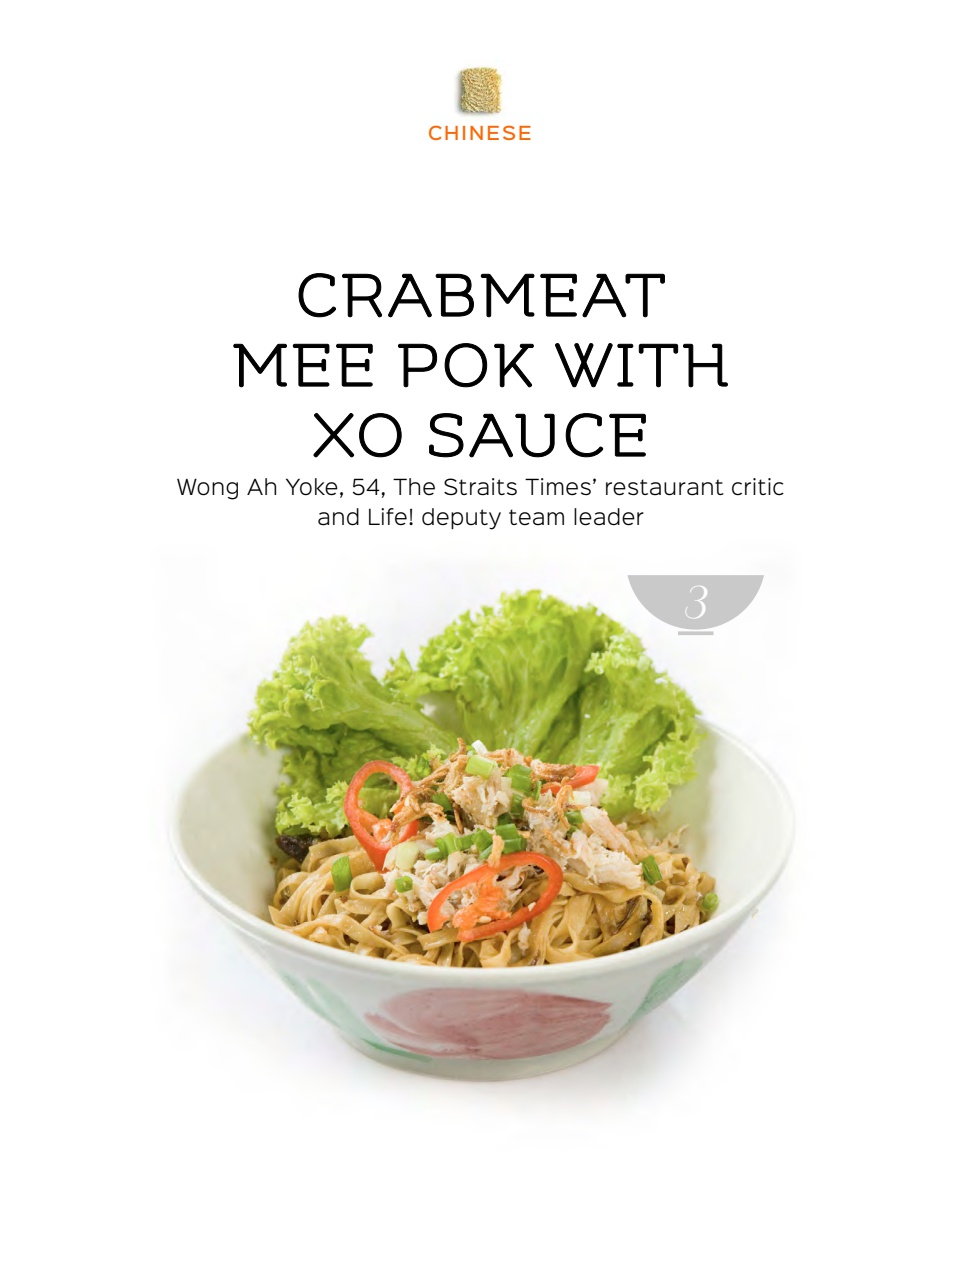 CHINESE
CRABMEAT
MEE POK WITH
XO SAUCE
Wong Ah Yoke, 54, The Straits Times’ restaurant critic
and Life! deputy team leader
3